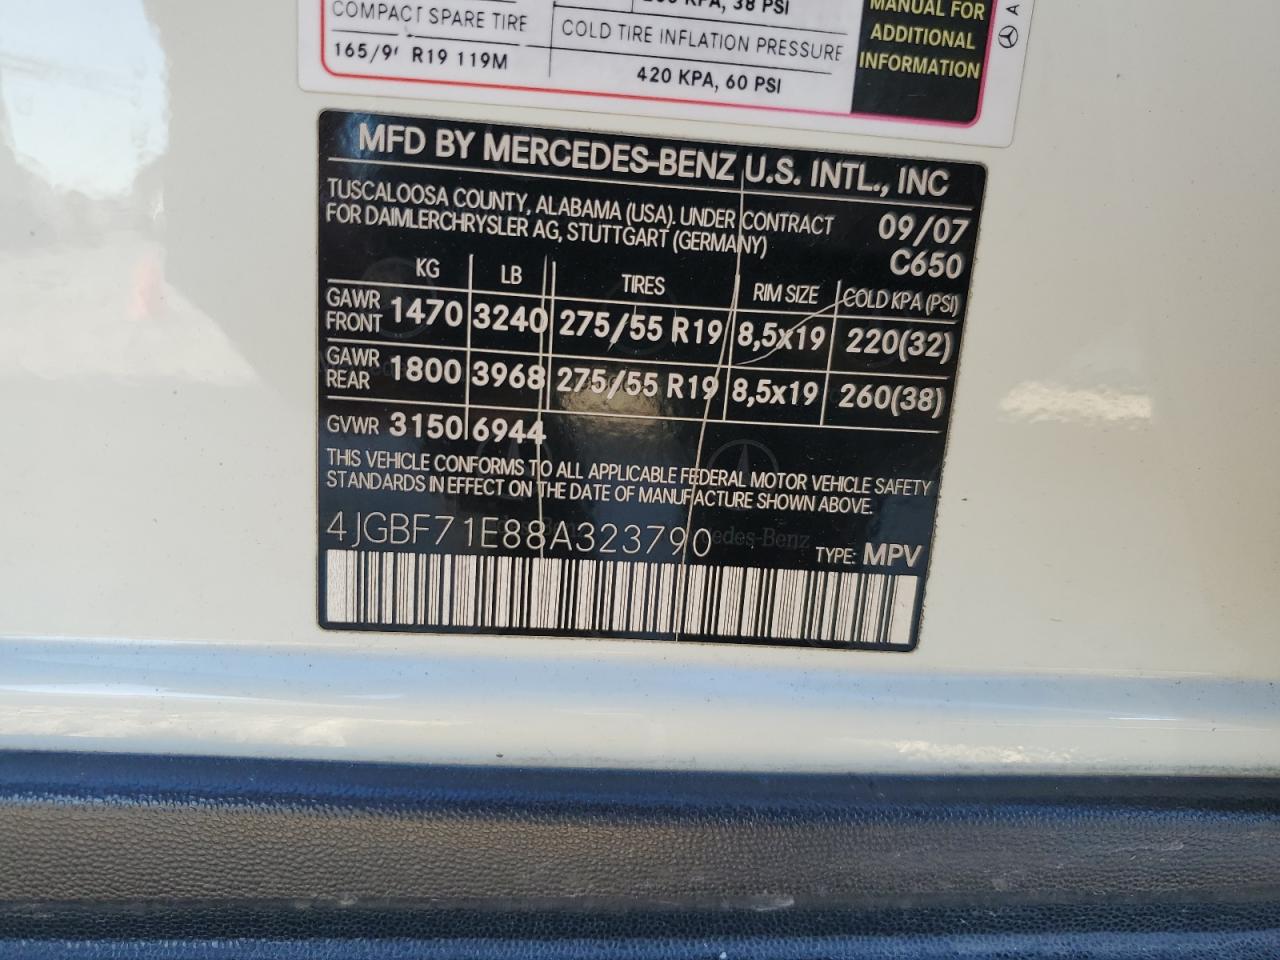 KPA, 38 PSI
MANUAL FOR
ADDITIONAL
INFORMATION
COMPACT SPARE TIRE
COLD TIRE INFLATION PRESSURE
R19 119M
420 KPA, 60 PSI
A
MFD BY MERCEDES-BENZ U.S. INTL., INC
TUSCALOOSA COUNTY, ALABAMA (USA). UNDER CONTRACT 09/07
FOR DAIMLERCHRYSLER AG, STUTTGART (GERMANY) C650
KG LB TIRES RIM SIZE COLD KPA (PSI)
GAWR FRONT 1470 3240 275/55 R19 8,5x19 220(32)
GAWR REAR 1800 3968 275/55 R19 8,5x19 260(38)
GVWR 3150 6944
THIS VEHICLE CONFORMS TO ALL APPLICABLE FEDERAL MOTOR VEHICLE SAFETY
STANDARDS IN EFFECT ON THE DATE OF MANUFACTURE SHOWN ABOVE.
4JGBF71E88A323790 TYPE: MPV